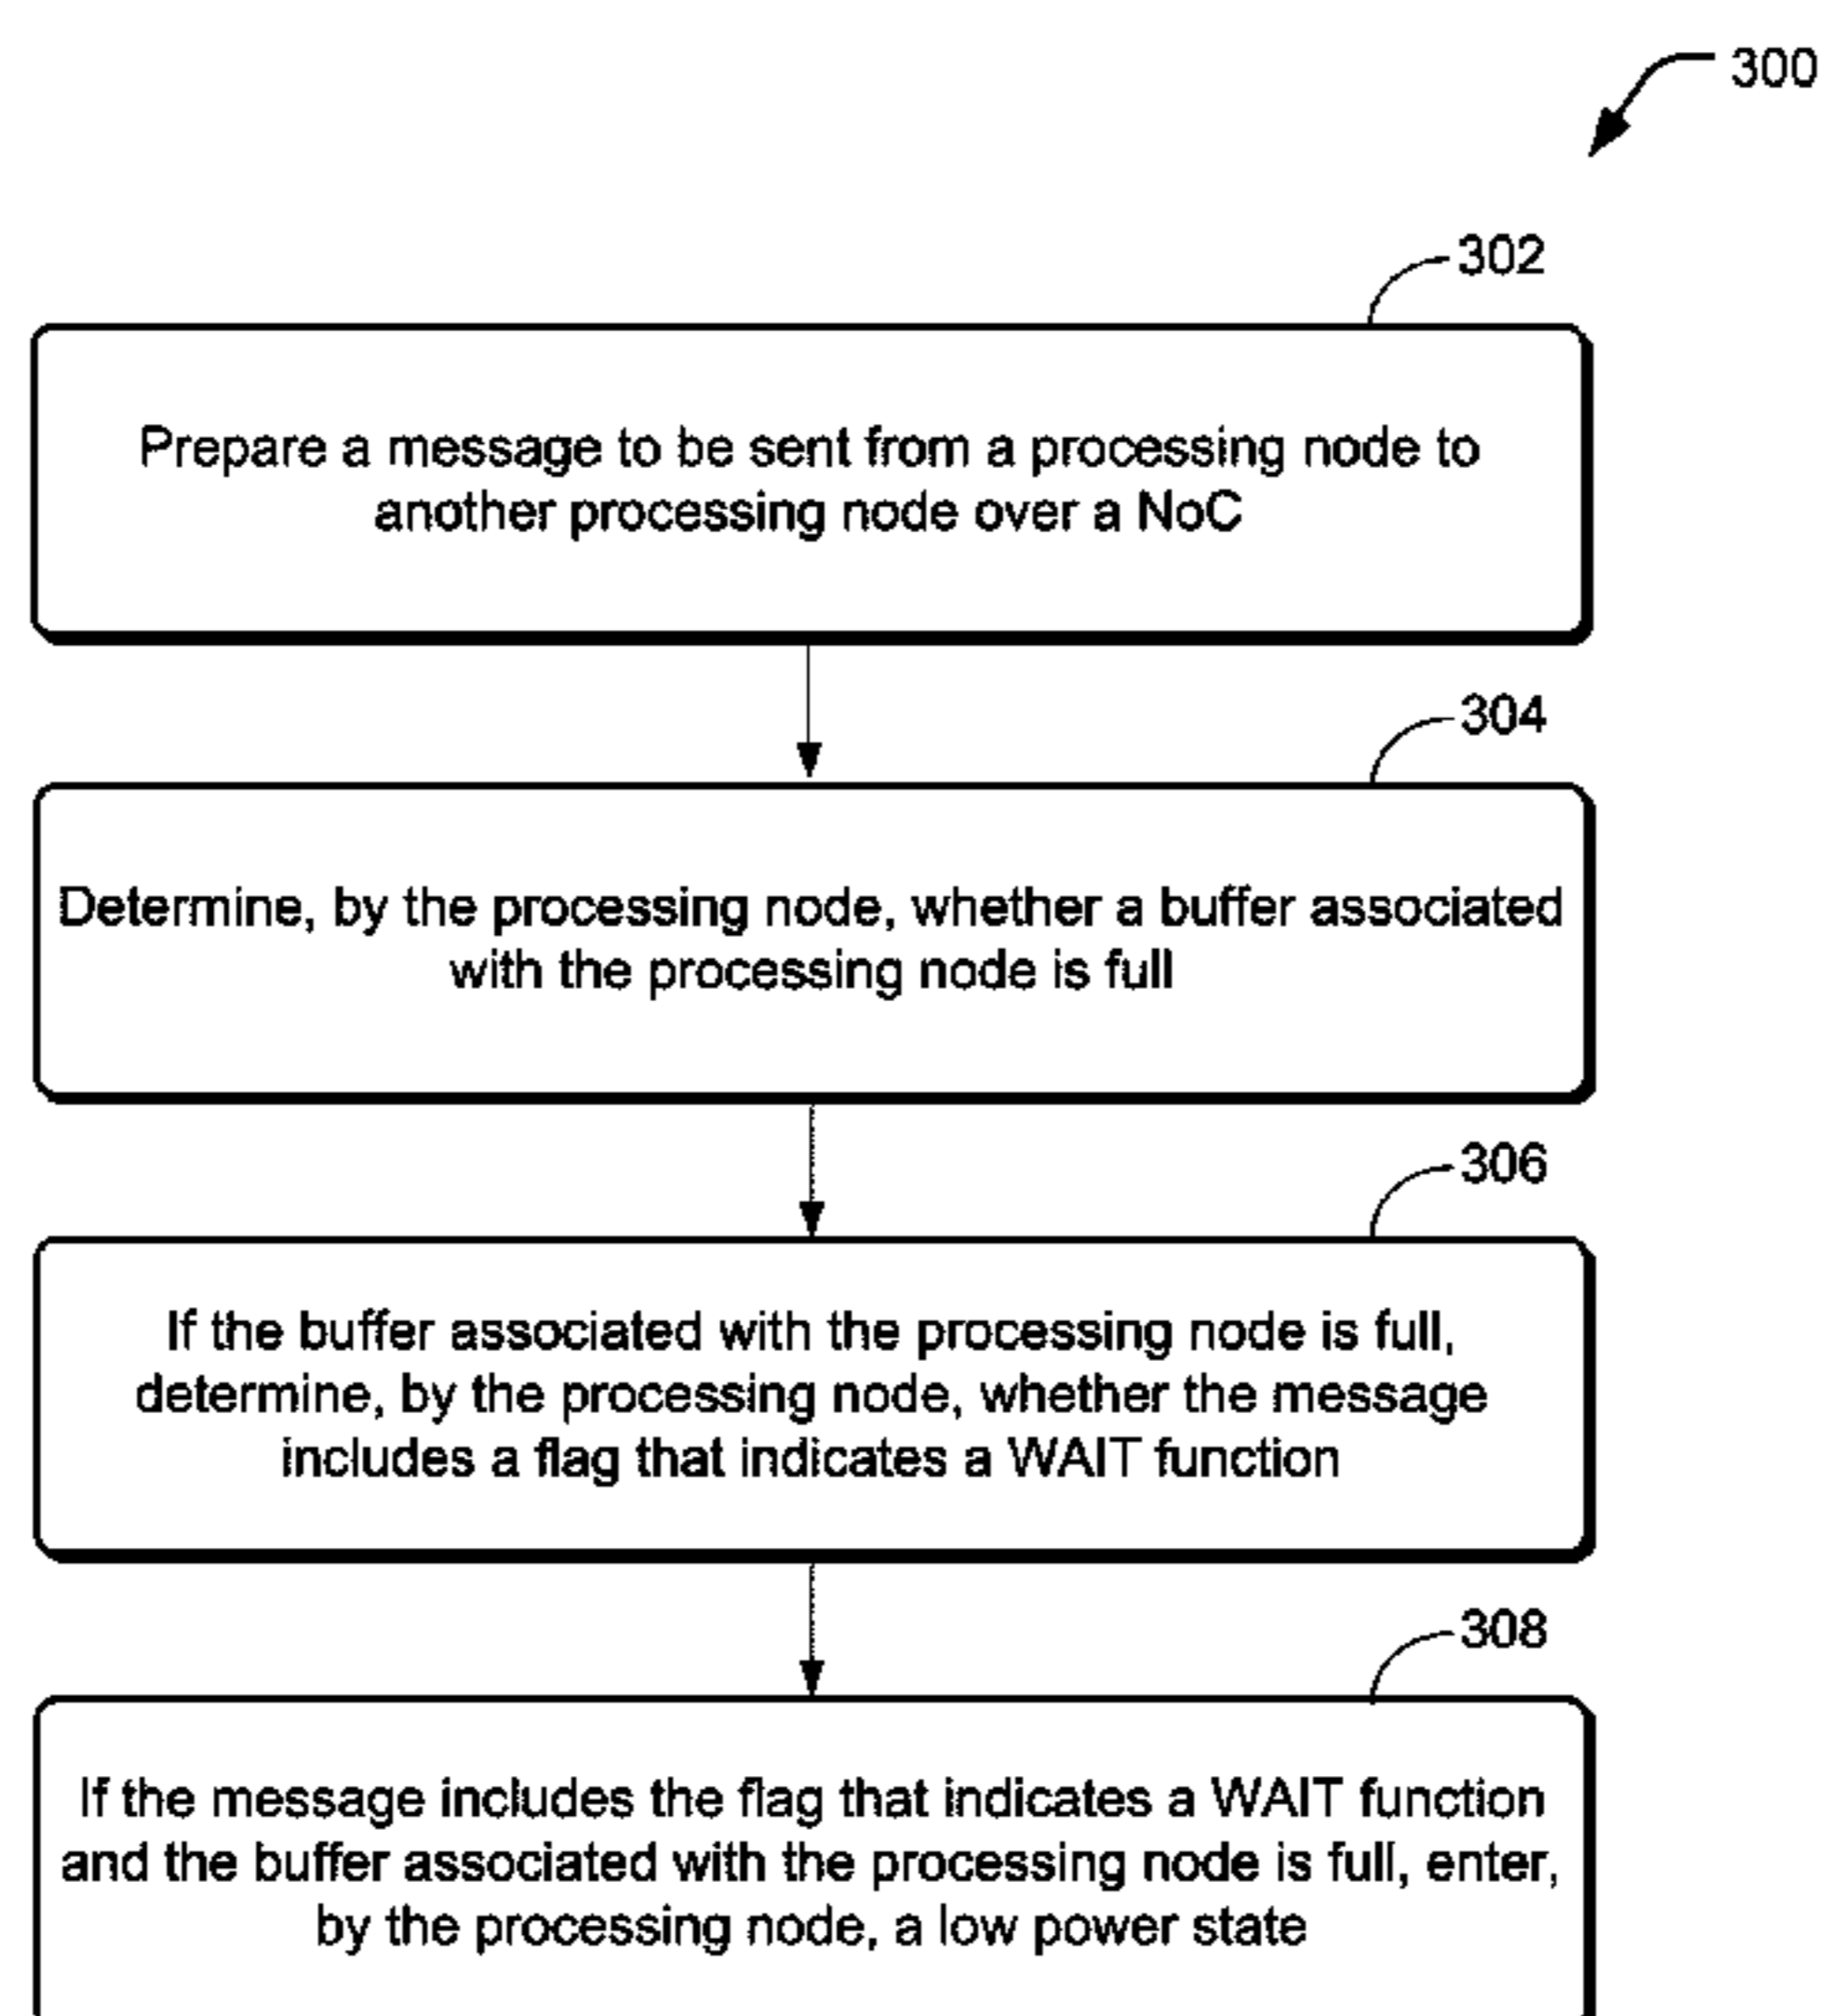 300
302
Prepare a message to be sent from a processing node to
another processing node over a NoC
304
Determine, by the processing node, whether a buffer associated
with the processing node is full
306
If the buffer associated with the processing node is full,
determine, by the processing node, whether the message
includes a flag that indicates a WAIT function
308
If the message includes the flag that indicates a WAIT function
and the buffer associated with the processing node is full, enter,
by the processing node, a low power state